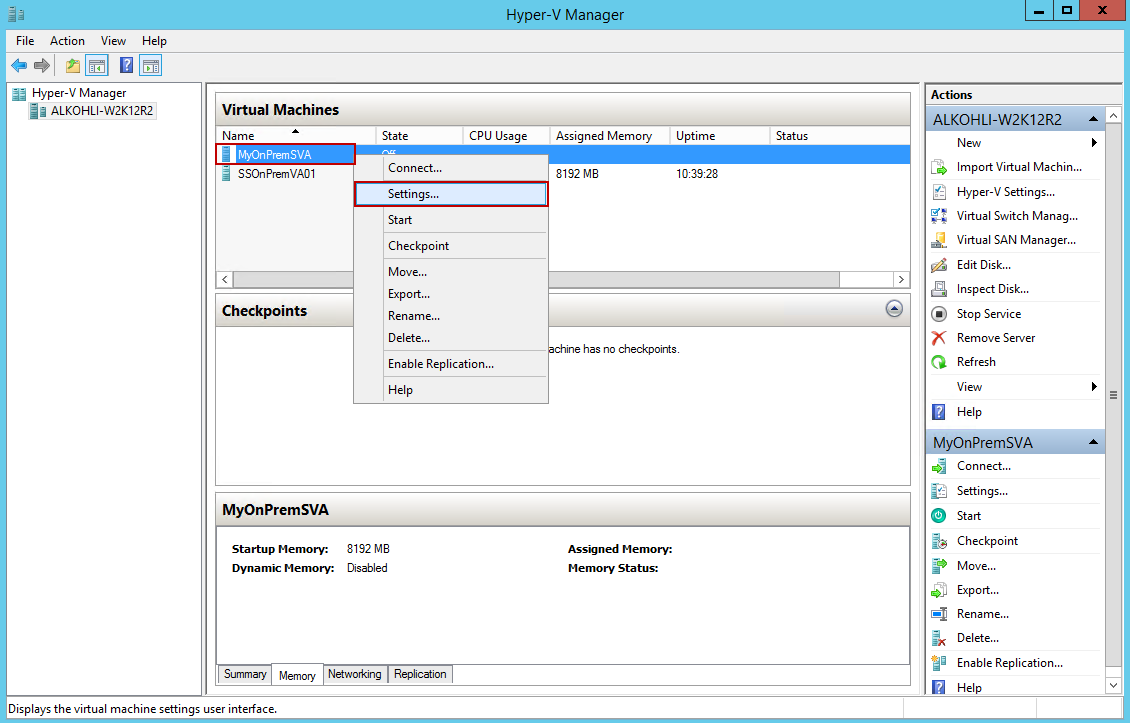 Hyper-V Manager
File Action View Help
Hyper-V Manager
ALKOHLI-W2K12R2
Virtual Machines
Name State CPU Usage Assigned Memory Uptime Status
MyOnPremSVA Off
SSOnPremVA01 8192 MB 10:39:28
Connect...
Settings...
Start
Checkpoint
Move...
Export...
Rename...
Delete...
Enable Replication...
Help
Checkpoints
achine has no checkpoints.
MyOnPremSVA
Startup Memory: 8192 MB Assigned Memory:
Dynamic Memory: Disabled Memory Status:
Summary Memory Networking Replication
Actions
ALKOHLI-W2K12R2
New
Import Virtual Machin...
Hyper-V Settings...
Virtual Switch Manag...
Virtual SAN Manager...
Edit Disk...
Inspect Disk...
Stop Service
Remove Server
Refresh
View
Help
MyOnPremSVA
Connect...
Settings...
Start
Checkpoint
Move...
Export...
Rename...
Delete...
Enable Replication...
Help
Displays the virtual machine settings user interface.